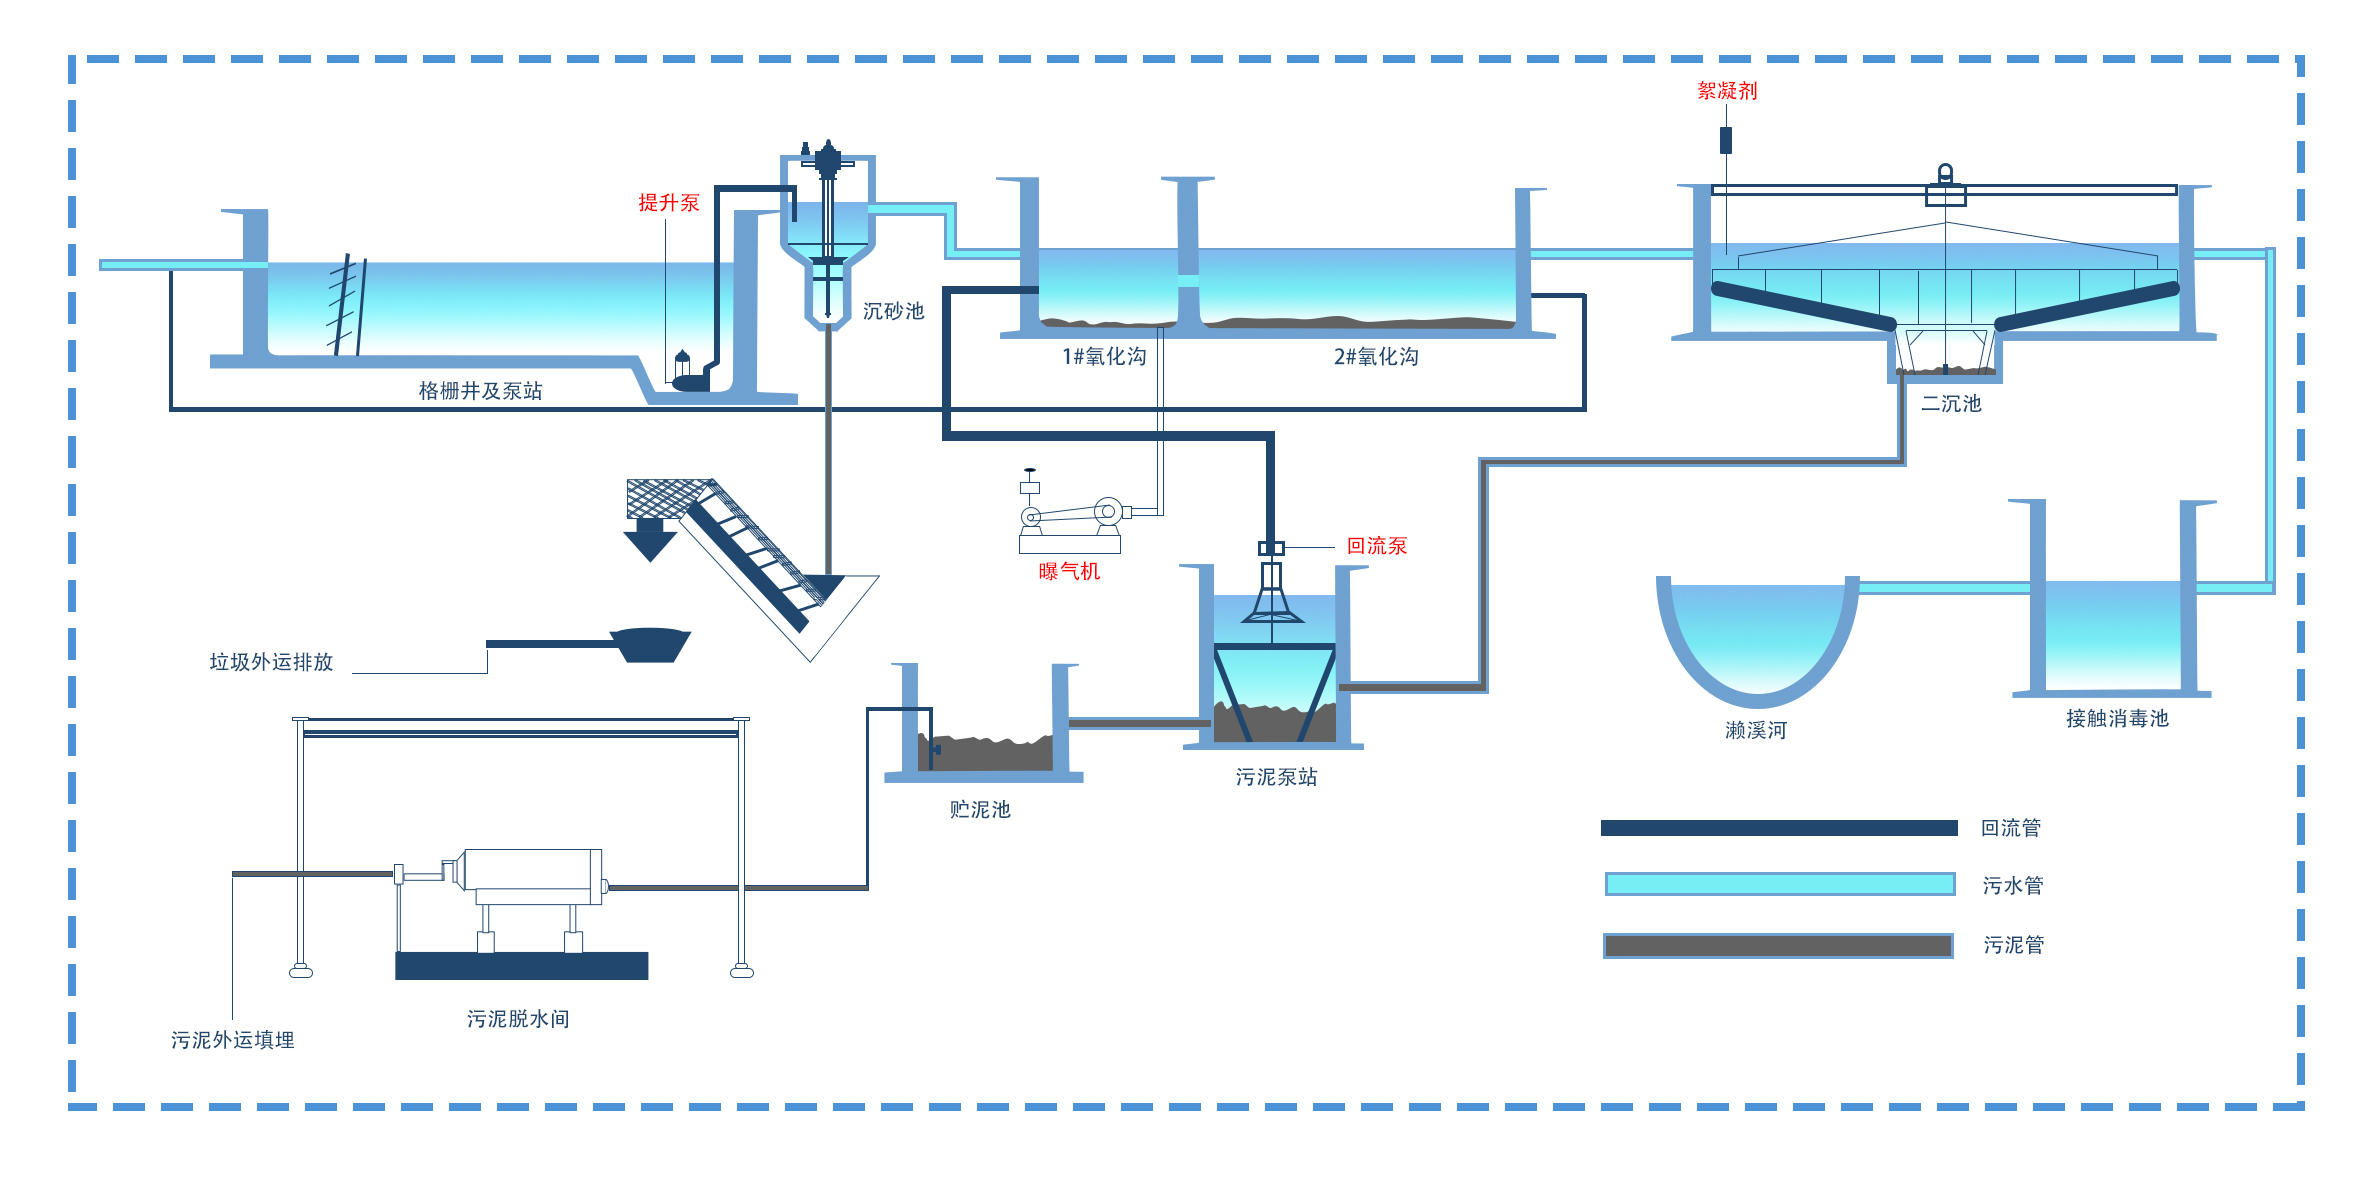 絮凝剂
提升泵
沉砂池
1#氧化沟
2#氧化沟
格栅井及泵站
二沉池
回流泵
曝气机
垃圾外运排放
接触消毒池
濑溪河
污泥泵站
贮泥池
回流管
污水管
污泥管
污泥脱水间
污泥外运填埋